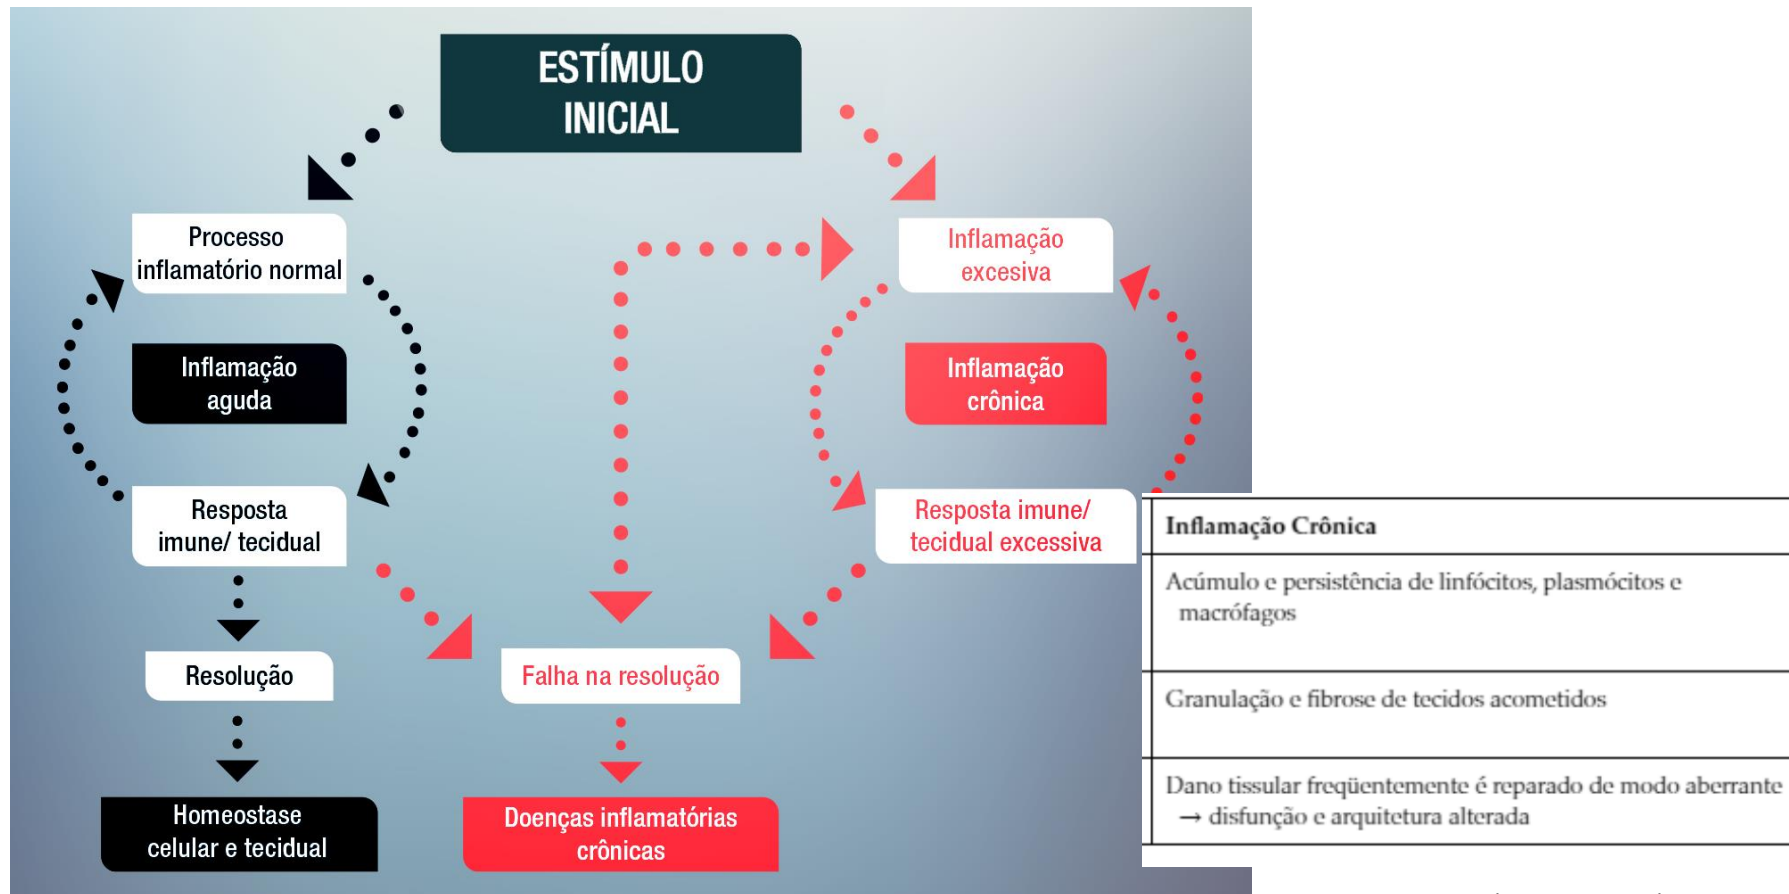 ESTÍMULO
INICIAL
Processo
inflamatório normal
Inflamação
excesiva
Inflamação
aguda
Inflamação
crônica
Resposta
imune/ tecidual
Resposta imune/
tecidual excessiva
Resolução
Falha na resolução
Homeostase
celular e tecidual
Doenças inflamatórias
crônicas
Inflamação Crônica
Acúmulo e persistência de linfócitos, plasmócitos e
macrófagos
Granulação e fibrose de tecidos acometidos
Dano tissular freqüentemente é reparado de modo aberrante
→ disfunção e arquitetura alterada